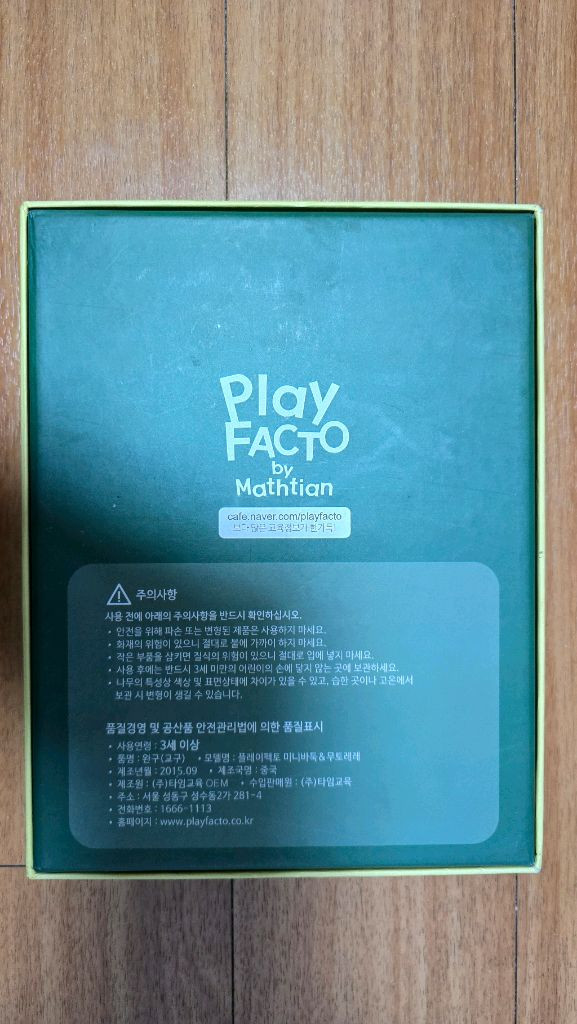 Play
FACTO
by
Mathtian
cafe.naver.com/playfacto
보다 많은 교육정보가 한가득!
주의사항
사용 전에 아래의 주의사항을 반드시 확인하십시오.
• 안전을 위해 파손 또는 변형된 제품은 사용하지 마세요.
• 화재의 위험이 있으니 절대로 불에 가까이 하지 마세요.
• 작은 부품을 삼키면 질식의 위험이 있으니 절대로 입에 넣지 마세요.
• 사용 후에는 반드시 3세 미만의 어린이의 손에 닿지 않는 곳에 보관하세요.
• 나무의 특성상 색상 및 표면상태에 차이가 있을 수 있고, 습한 곳이나 고온에서
보관 시 변형이 생길 수 있습니다.
품질경영 및 공산품 안전관리법에 의한 품질표시
• 사용연령 : 3세 이상
• 품명 : 완구(교구) • 모델명 : 플레이팩토 미니바둑&무토레레
• 제조년월 : 2015.09 • 제조국명 : 중국
• 제조원 : (주)타임교육 OEM • 수입판매원 : (주)타임교육
• 주소 : 서울 성동구 성수동2가 281-4
• 전화번호 : 1666-1113
• 홈페이지 : www.playfacto.co.kr